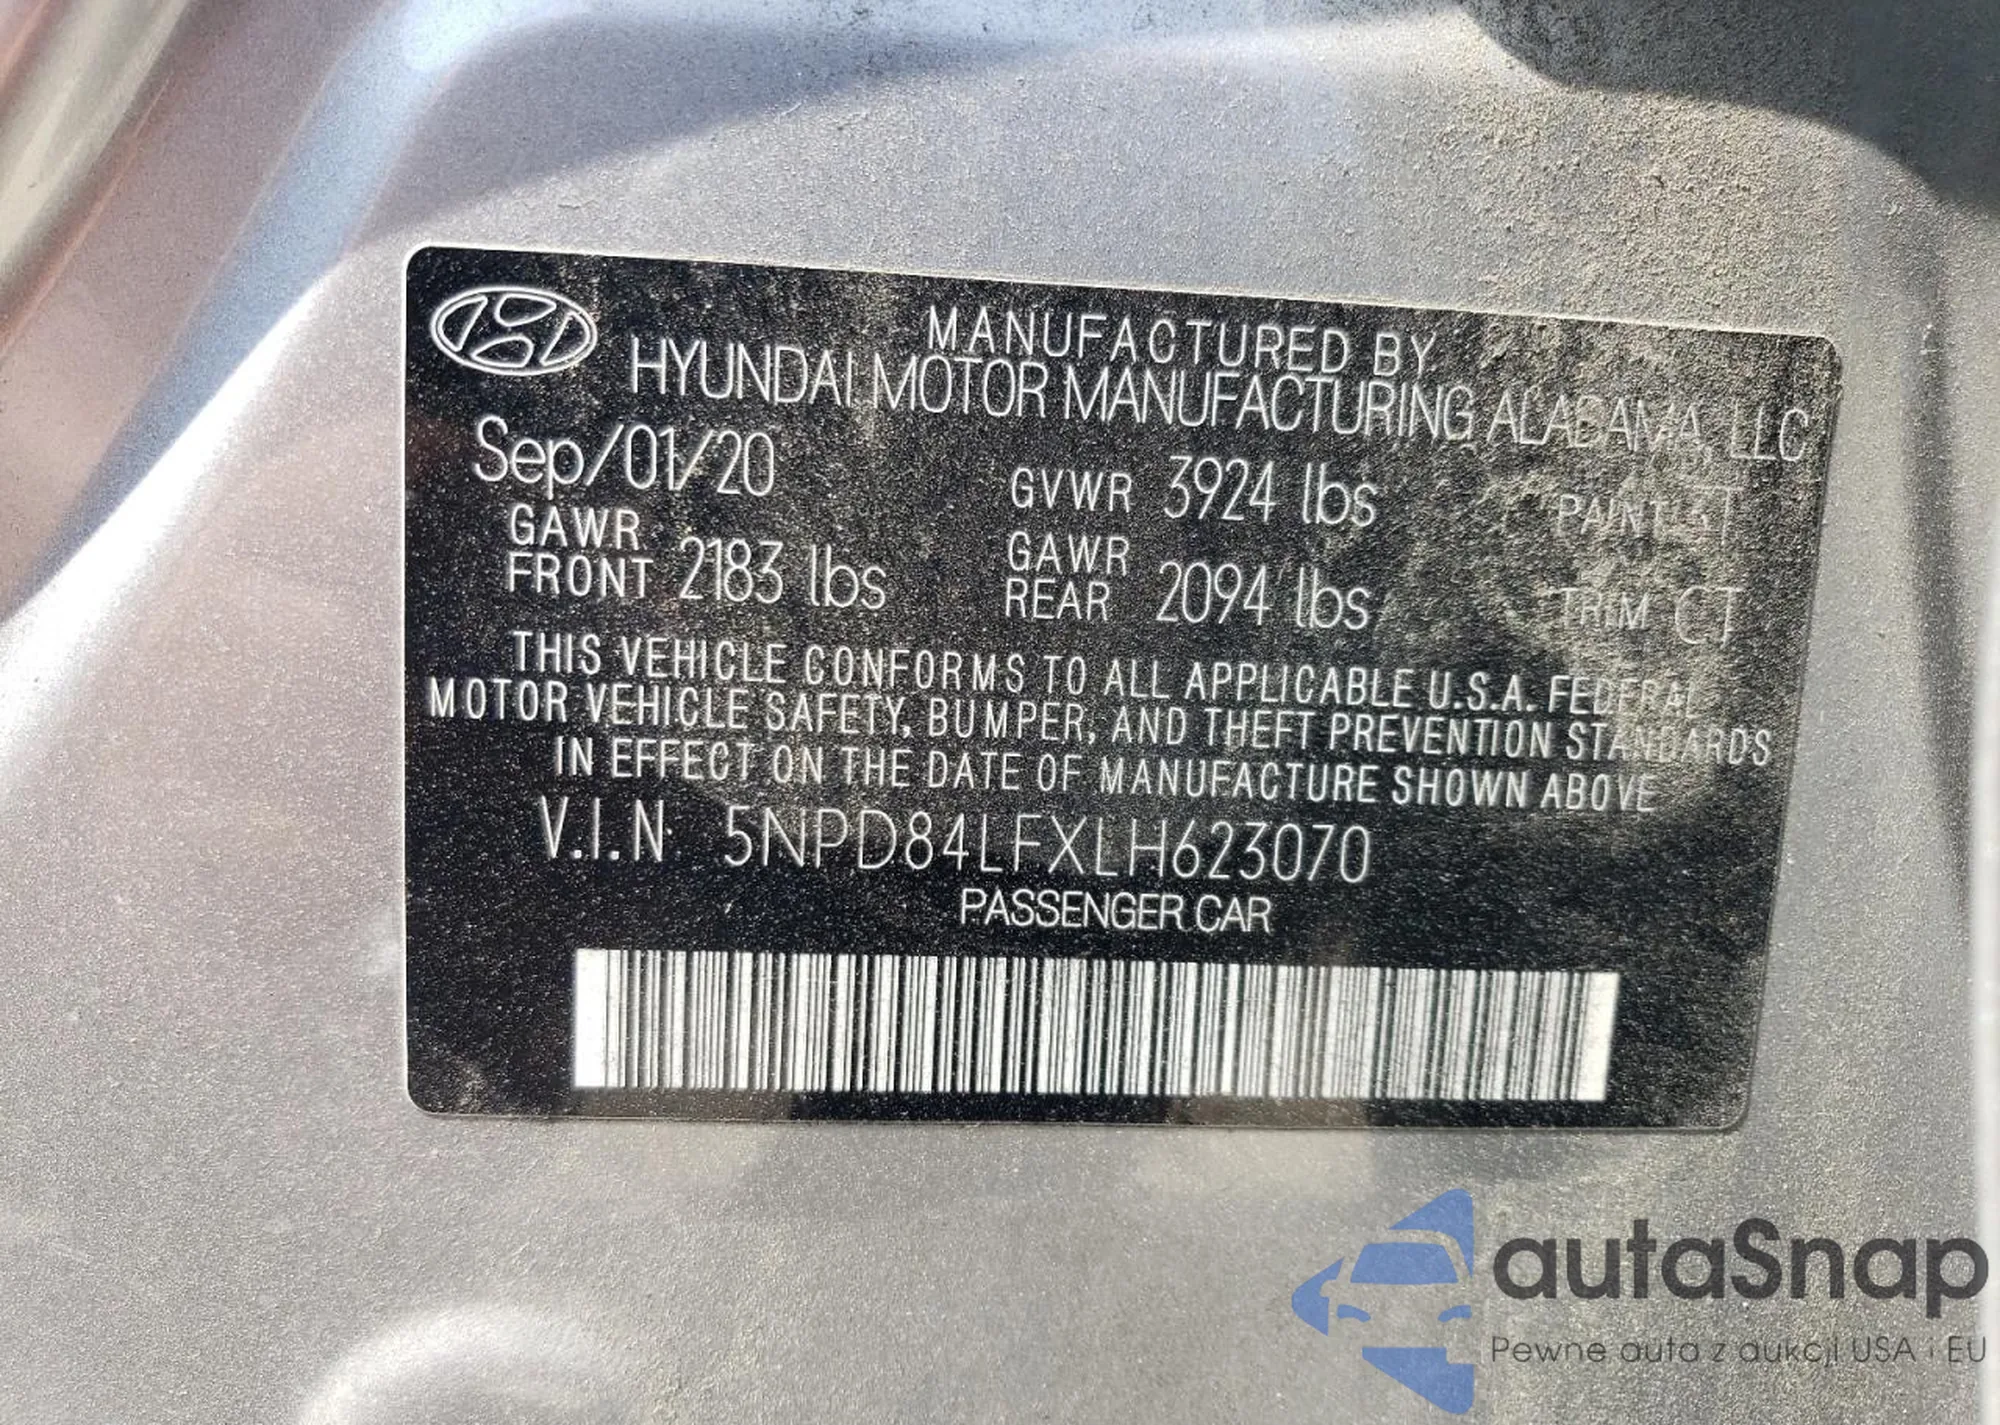 MANUFACTURED BY
HYUNDAI MOTOR MANUFACTURING ALABAMA, LLC
Sep/01/20
GVWR 3924 lbs
PAINT
GAWR
FRONT 2183 lbs
GAWR
REAR 2094 lbs
TRIM CT
THIS VEHICLE CONFORMS TO ALL APPLICABLE U.S.A. FEDERAL
MOTOR VEHICLE SAFETY, BUMPER, AND THEFT PREVENTION STANDARDS
IN EFFECT ON THE DATE OF MANUFACTURE SHOWN ABOVE
V.I.N 5NPD84LFXLH623070
PASSENGER CAR
autaSnap
Pewne auta z aukcji USA i EU